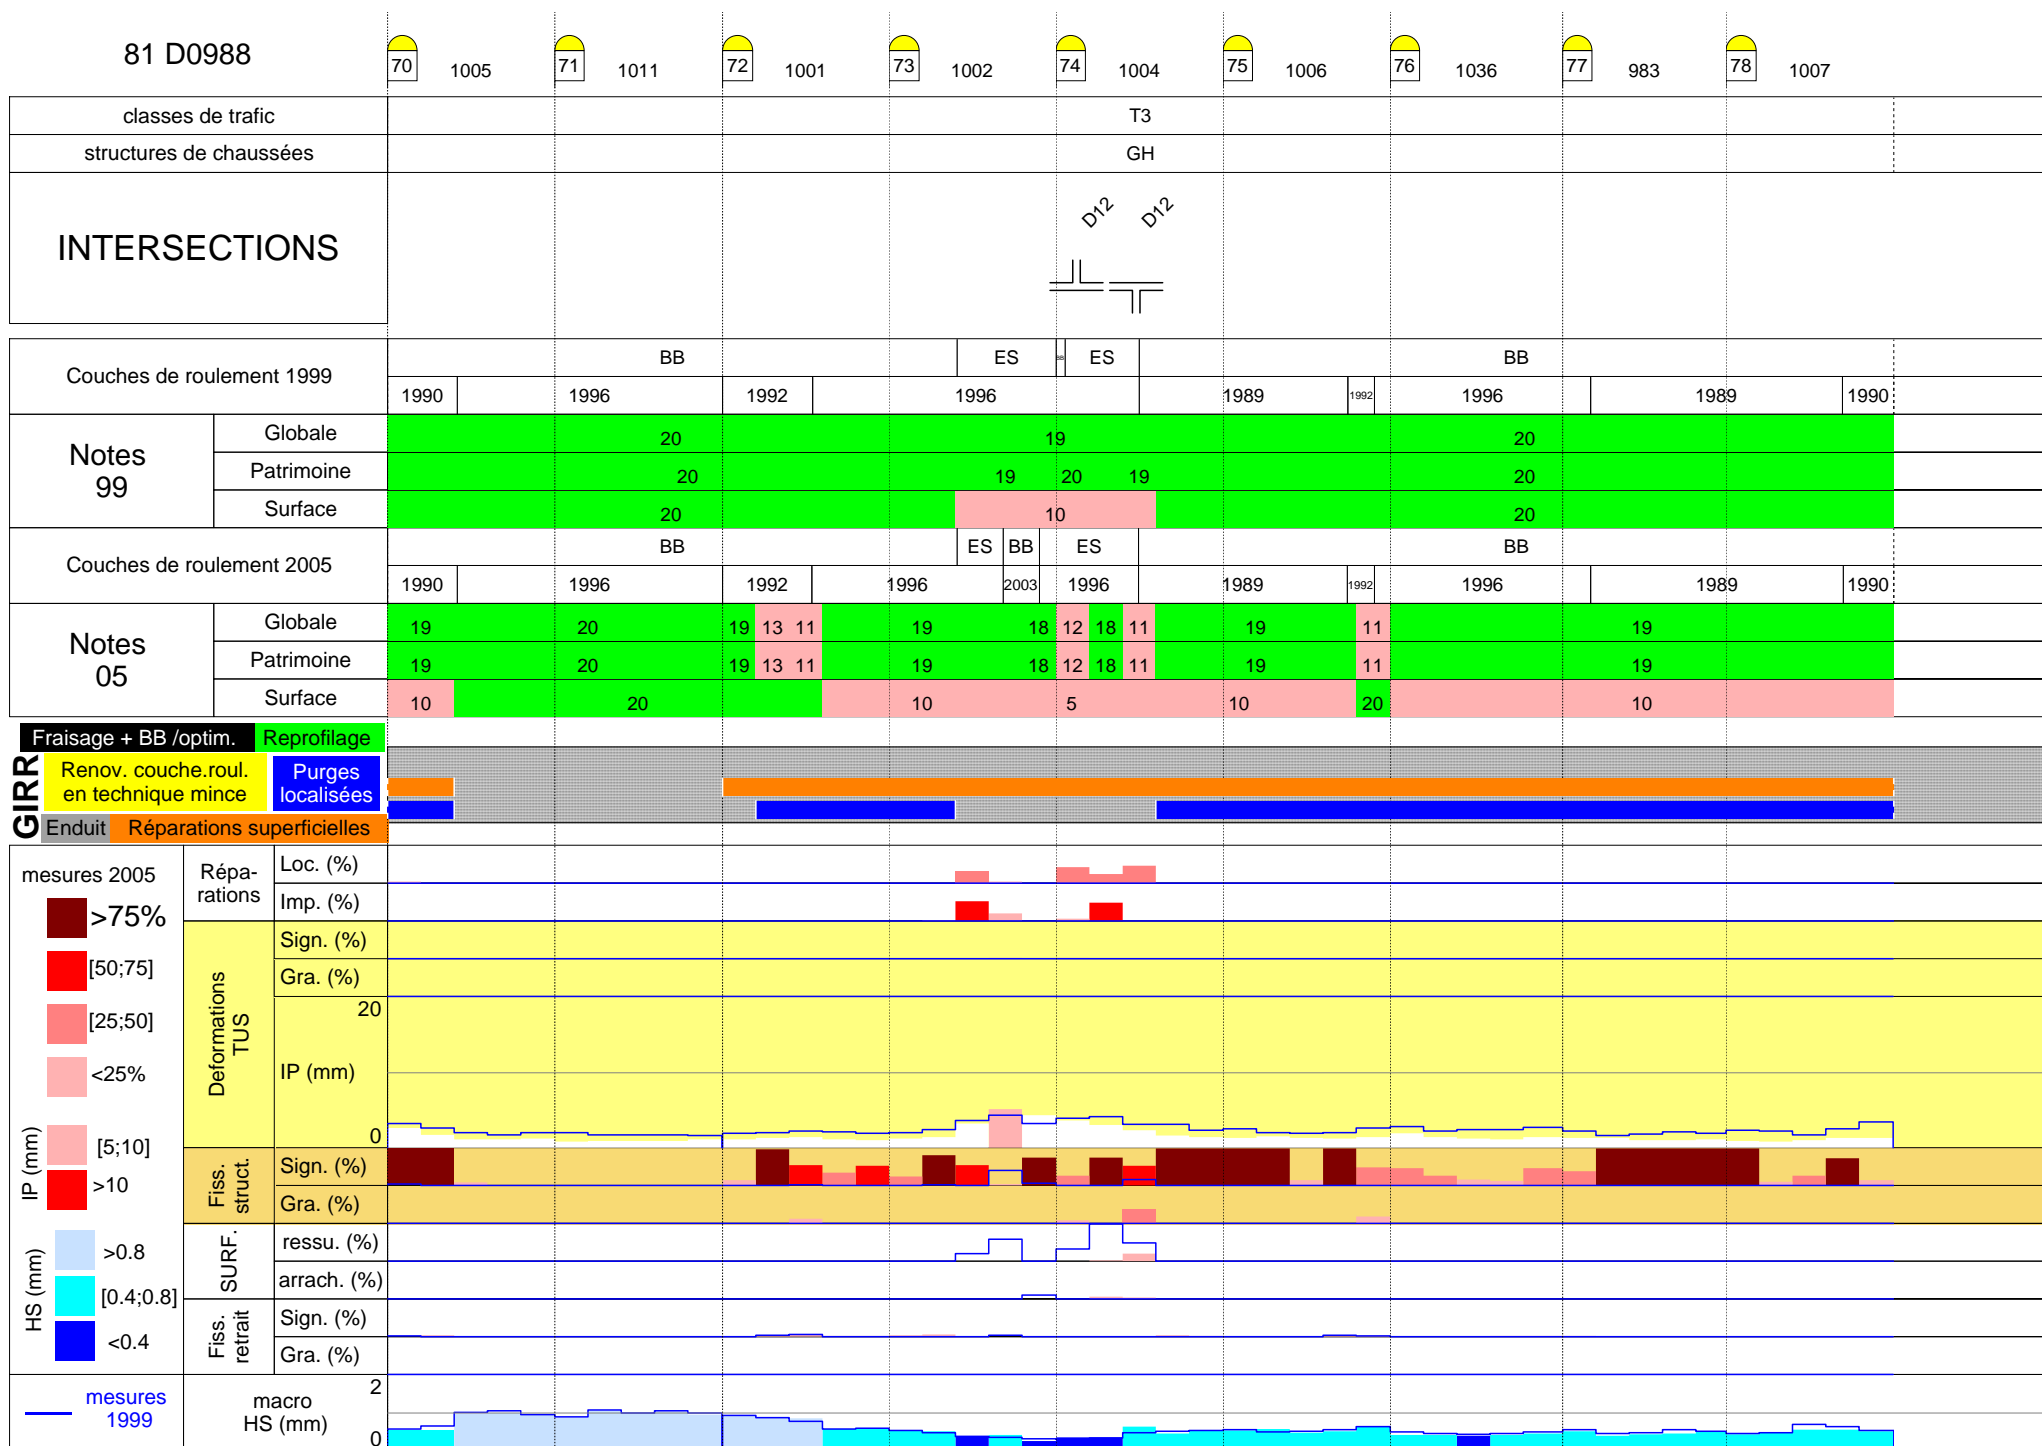 81 D0988
70 1005 71 1011 72 1001 73 1002 74 1004 75 1006 76 1036 77 983 78 1007
classes de trafic T3
structures de chaussées GH
INTERSECTIONS
D12 D12
Couches de roulement 1999
BB ES BB ES BB
1990 1996 1992 1996 1989 1992 1996 1989 1990
Notes 99
Globale 20 19 20
Patrimoine 20 19 20 19 20
Surface 20 10 20
Couches de roulement 2005
BB ES BB ES BB
1990 1996 1992 1996 2003 1996 1989 1992 1996 1989 1990
Notes 05
Globale 19 20 19 13 11 19 18 12 18 11 19 11 19
Patrimoine 19 20 19 13 11 19 18 12 18 11 19 11 19
Surface 10 20 10 5 10 20 10
GIRR
Fraisage + BB /optim. Reprofilage
Renov. couche.roul. en technique mince
Purges localisées
Enduit Réparations superficielles
mesures 2005
>75%
[50;75]
[25;50]
<25%
IP (mm)
[5;10]
>10
HS (mm)
>0.8
[0.4;0.8]
<0.4
mesures 1999
Répa-
rations
Loc. (%)
Imp. (%)
Deformations TUS
Sign. (%)
Gra. (%)
20
IP (mm)
0
Fiss. struct.
Sign. (%)
Gra. (%)
SURF.
ressu. (%)
arrach. (%)
Fiss. retrait
Sign. (%)
Gra. (%)
macro HS (mm)
2
0